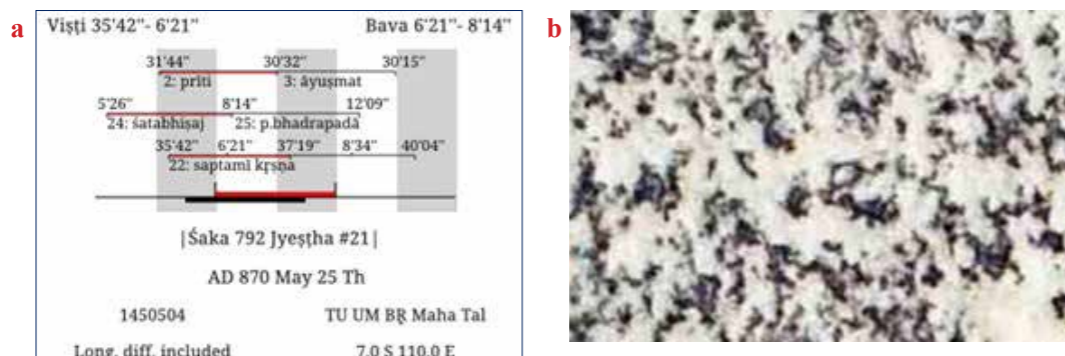 a
b
Viṣṭi 35'42"- 6'21"
Bava 6'21"- 8'14"
31'44" 30'32" 30'15"
2: prīti 3: āyuṣmat
5'26" 8'14" 12'09"
24: śatabhiṣaj 25: p.bhadrapadā
35'42" 6'21" 37'19" 8'34" 40'04"
22: saptamī kṛṣṇa
|Śaka 792 Jyeṣṭha #21|
AD 870 May 25 Th
1450504 TU UM BṚ Maha Tal
Long. diff. included 7.0 S 110.0 E